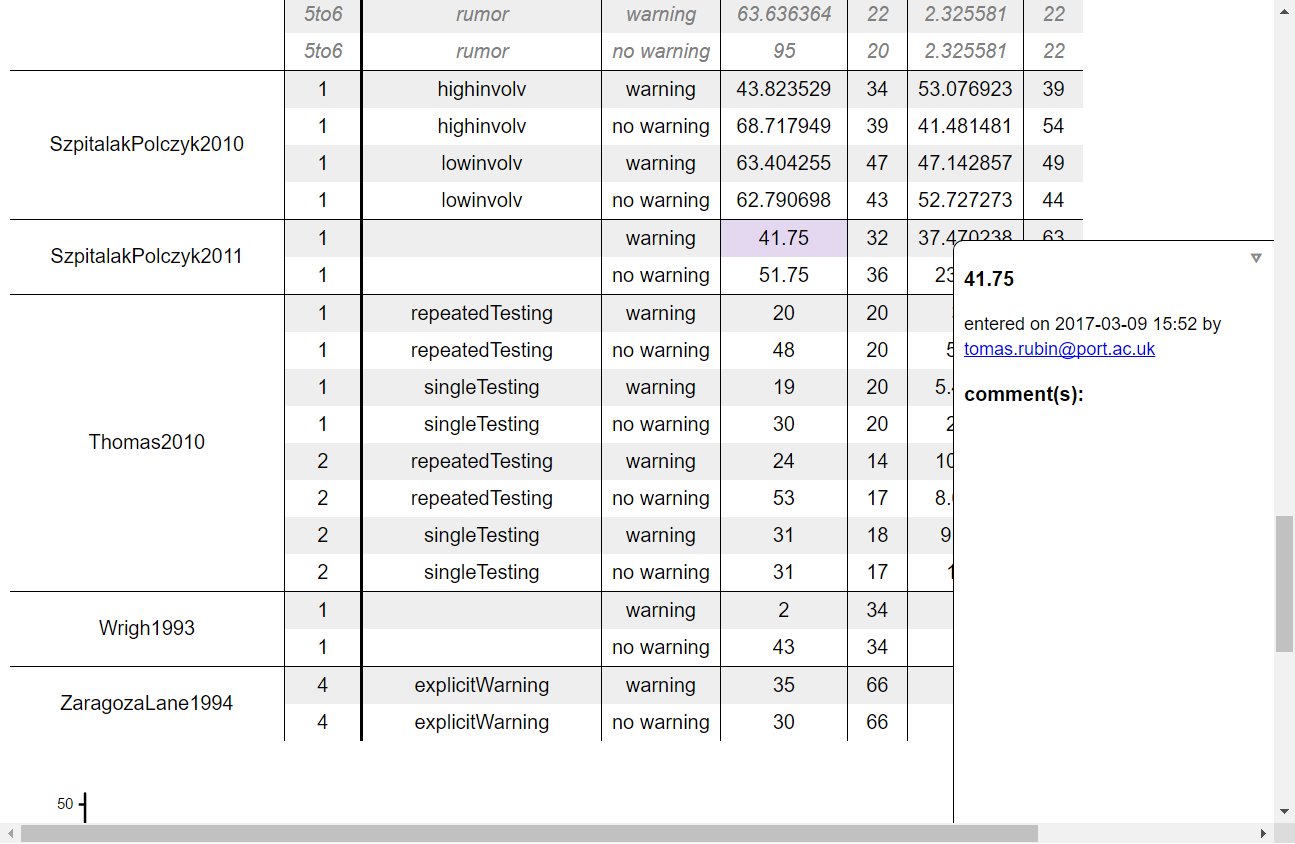 5to6 rumor warning 63.636364 22 2.325581 22
5to6 rumor no warning 95 20 2.325581 22
SzpitalakPolczyk2010
1 highinvolv warning 43.823529 34 53.076923 39
1 highinvolv no warning 68.717949 39 41.481481 54
1 lowinvolv warning 63.404255 47 47.142857 49
1 lowinvolv no warning 62.790698 43 52.727273 44
SzpitalakPolczyk2011
1 warning 41.75 32 37.470238 63
1 no warning 51.75 36 23
Thomas2010
1 repeatedTesting warning 20 20
1 repeatedTesting no warning 48 20 5
1 singleTesting warning 19 20 5.
1 singleTesting no warning 30 20 2
2 repeatedTesting warning 24 14 10
2 repeatedTesting no warning 53 17 8.
2 singleTesting warning 31 18 9
2 singleTesting no warning 31 17 1
Wrigh1993
1 warning 2 34
1 no warning 43 34
ZaragozaLane1994
4 explicitWarning warning 35 66
4 explicitWarning no warning 30 66
50
41.75
entered on 2017-03-09 15:52 by
tomas.rubin@port.ac.uk
comment(s):